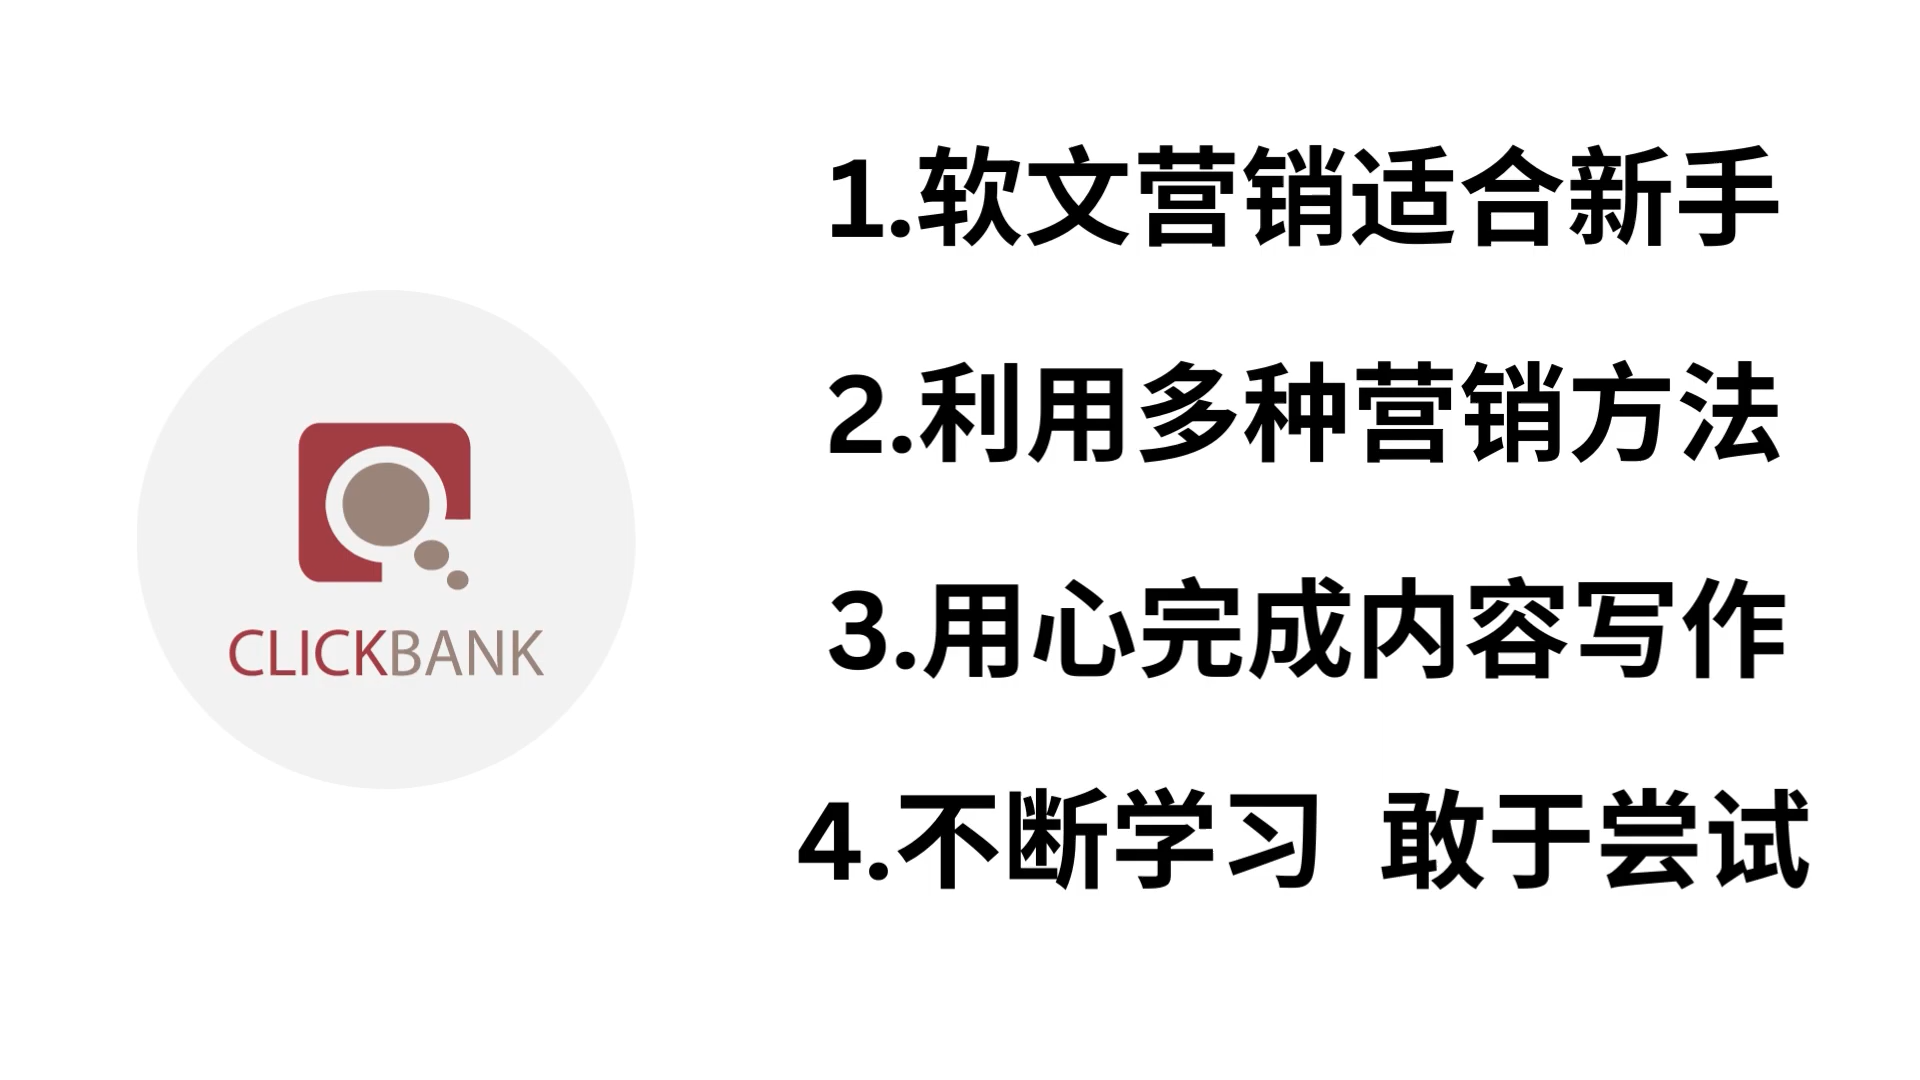 1.软文营销适合新手
2.利用多种营销方法
3.用心完成内容写作
4.不断学习 敢于尝试
CLICKBANK